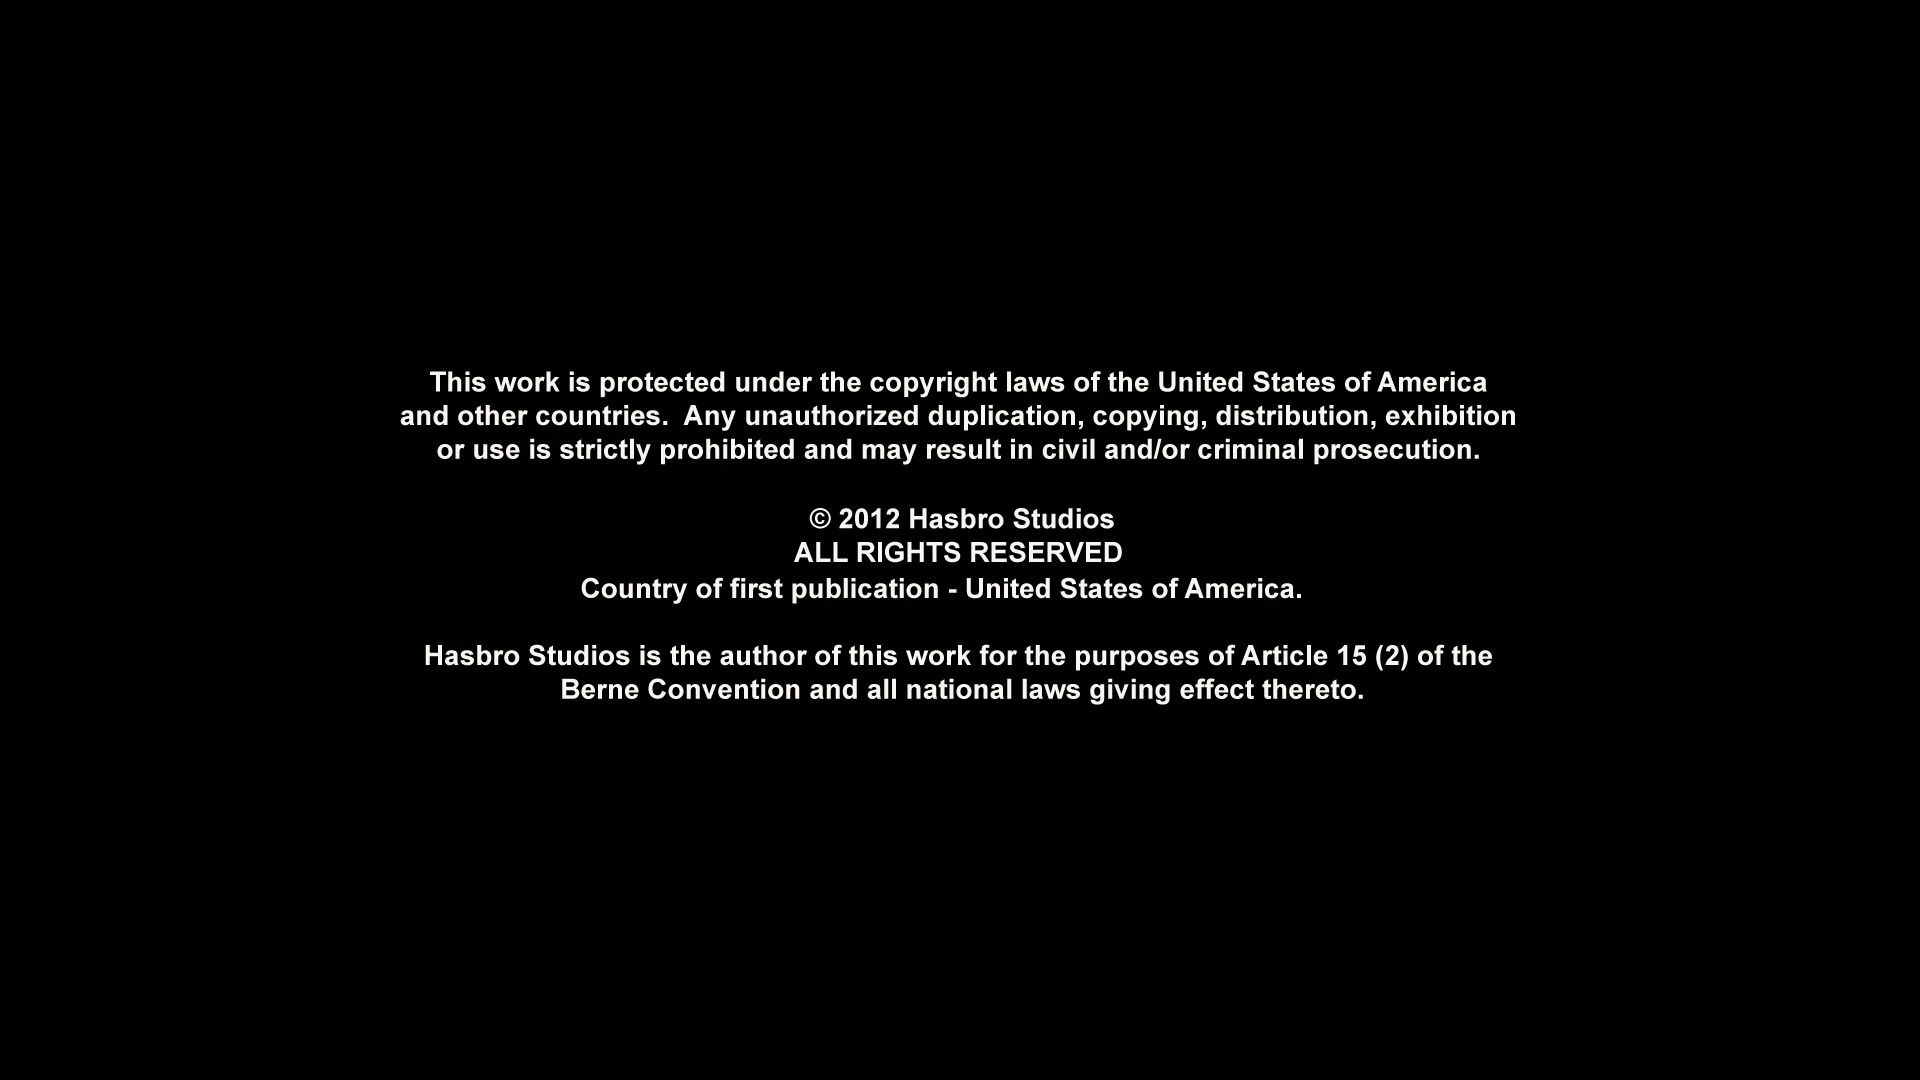 This work is protected under the copyright laws of the United States of America
and other countries.  Any unauthorized duplication, copying, distribution, exhibition
or use is strictly prohibited and may result in civil and/or criminal prosecution.
© 2012 Hasbro Studios
ALL RIGHTS RESERVED
Country of first publication - United States of America.
Hasbro Studios is the author of this work for the purposes of Article 15 (2) of the
Berne Convention and all national laws giving effect thereto.